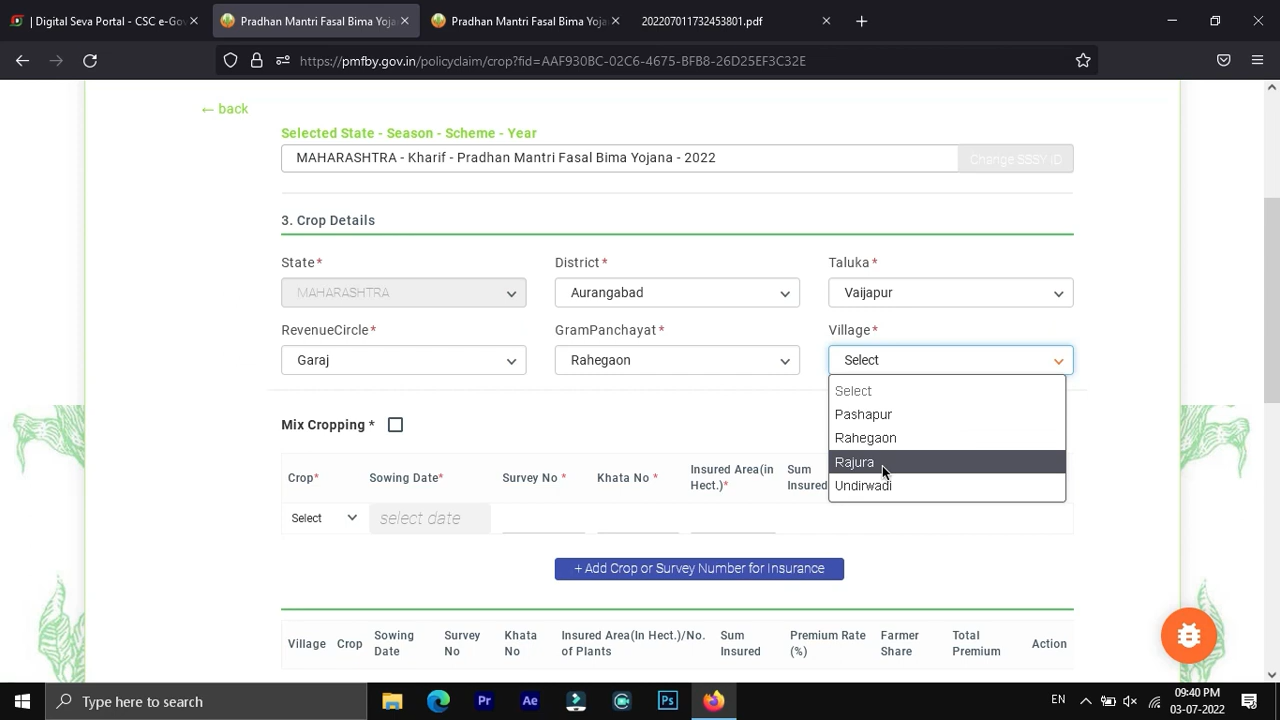 | Digital Seva Portal - CSC e-Gov
Pradhan Mantri Fasal Bima Yoja
Pradhan Mantri Fasal Bima Yoja
202207011732453801.pdf
https://pmfby.gov.in/policyclaim/crop?fid=AAF930BC-02C6-4675-BFB8-26D25EF3C32E
← back
Selected State - Season - Scheme - Year
MAHARASHTRA - Kharif - Pradhan Mantri Fasal Bima Yojana - 2022
Change SSSY ID
3. Crop Details
State*
District*
Taluka*
MAHARASHTRA
Aurangabad
Vaijapur
RevenueCircle*
GramPanchayat*
Village*
Garaj
Rahegaon
Select
Select
Pashapur
Rahegaon
Rajura
Undirwadi
Mix Cropping *
Crop*
Sowing Date*
Survey No *
Khata No *
Insured Area(in
Hect.)*
Sum
Insured
Select
select date
+ Add Crop or Survey Number for Insurance
Village
Crop
Sowing
Date
Survey
No
Khata
No
Insured Area(In Hect.)/No.
of Plants
Sum
Insured
Premium Rate
(%)
Farmer
Share
Total
Premium
Action
Type here to search
Pr
Ae
Ps
EN
09:40 PM
03-07-2022